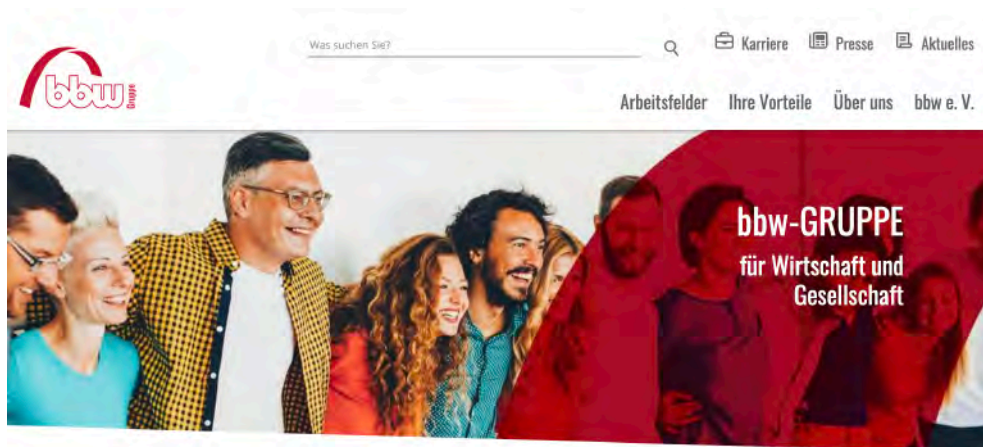 Was suchen Sie?
Karriere
Presse
Aktuelles
bbw
Gruppe
Arbeitsfelder
Ihre Vorteile
Über uns
bbw e. V.
bbw-GRUPPE
für Wirtschaft und
Gesellschaft